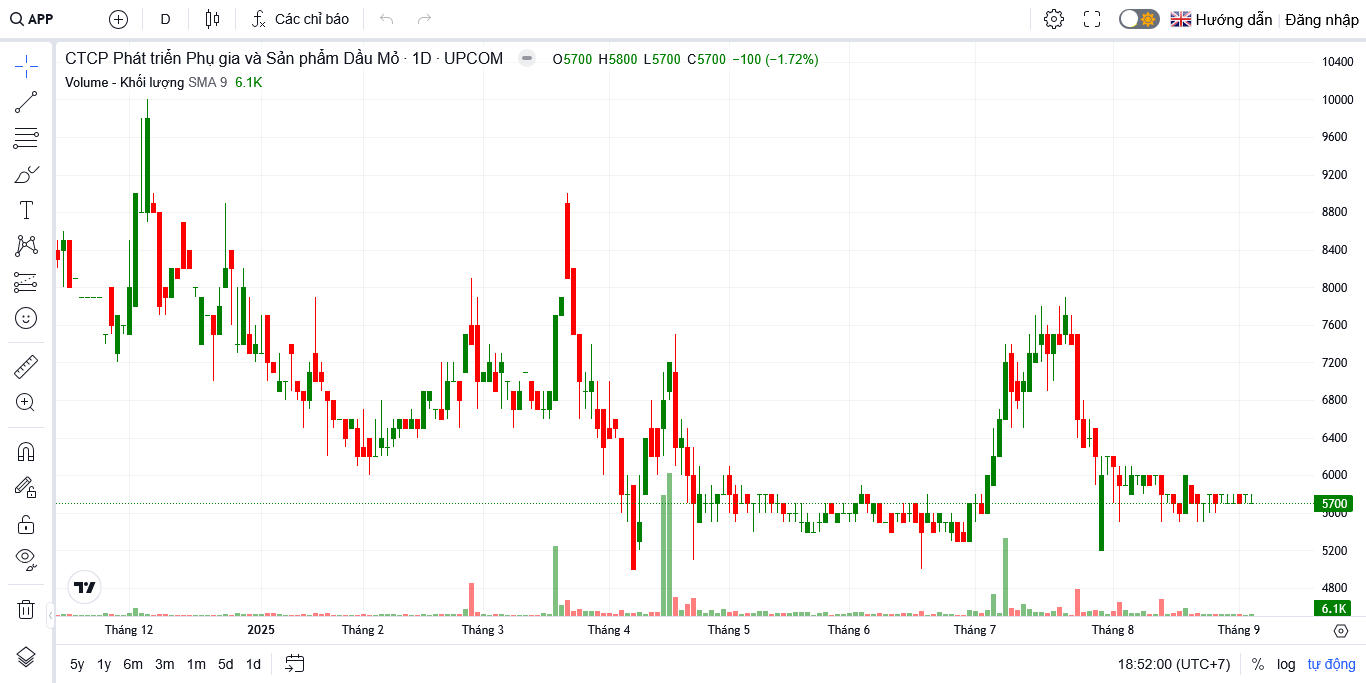 APP D Các chỉ báo Hướng dẫn Đăng nhập
CTCP Phát triển Phụ gia và Sản phẩm Dầu Mỏ · 1D · UPCOM O5700 H5800 L5700 C5700 −100 (−1.72%)
Volume - Khối lượng SMA 9 6.1K
10400
10000
9600
9200
8800
8400
8000
7600
7200
6800
6400
6000
5700
5600
5200
4800
6.1K
Tháng 12 2025 Tháng 2 Tháng 3 Tháng 4 Tháng 5 Tháng 6 Tháng 7 Tháng 8 Tháng 9
5y 1y 6m 3m 1m 5d 1d 18:52:00 (UTC+7) % log tự động